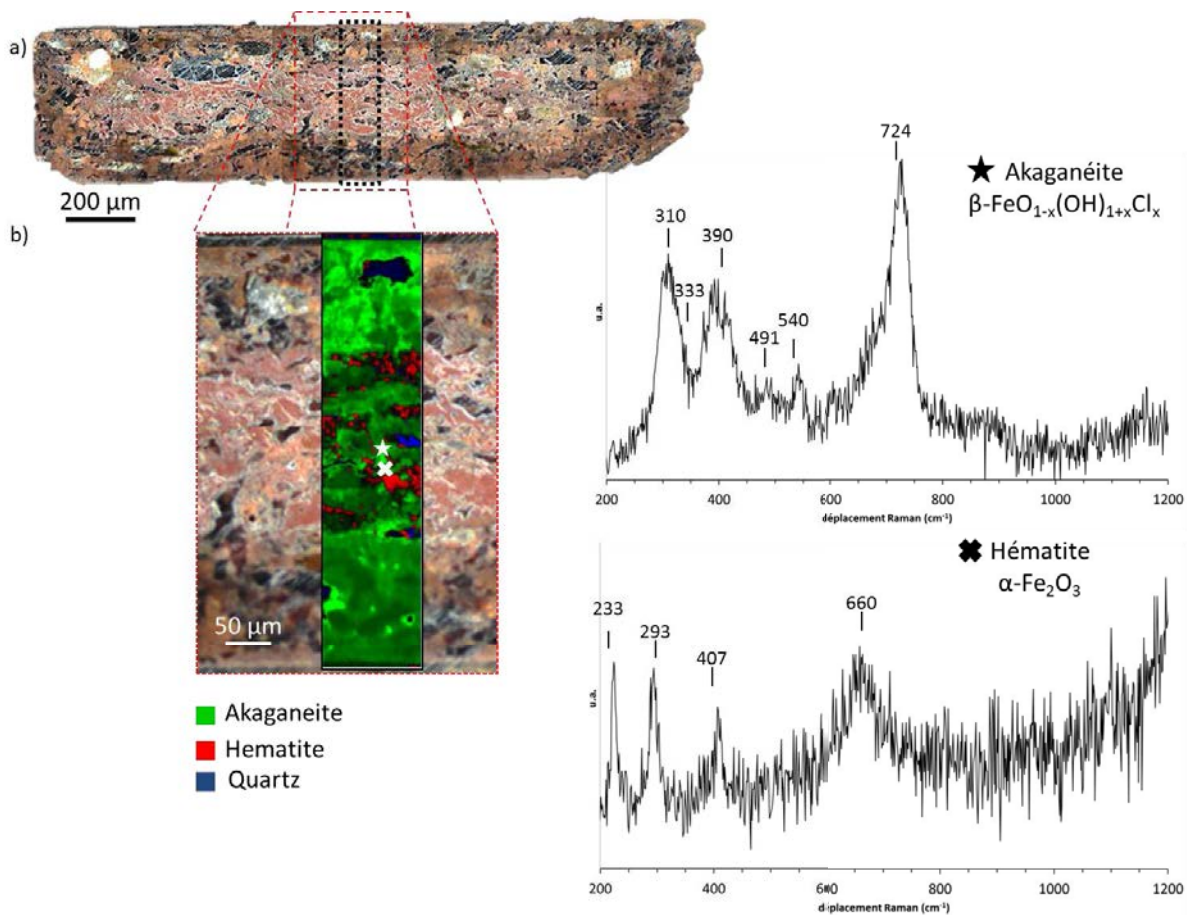 a)
200 µm
b)
50 µm
Akaganeite
Hematite
Quartz
310
333
390
491
540
724
★ Akaganéite
β-FeO₁₋ₓ(OH)₁₊ₓClₓ
u.a.
200 400 600 800 1000 1200
déplacement Raman (cm⁻¹)
233
293
407
660
✖ Hématite
α-Fe₂O₃
u.a.
200 400 600 800 1000 1200
déplacement Raman (cm⁻¹)